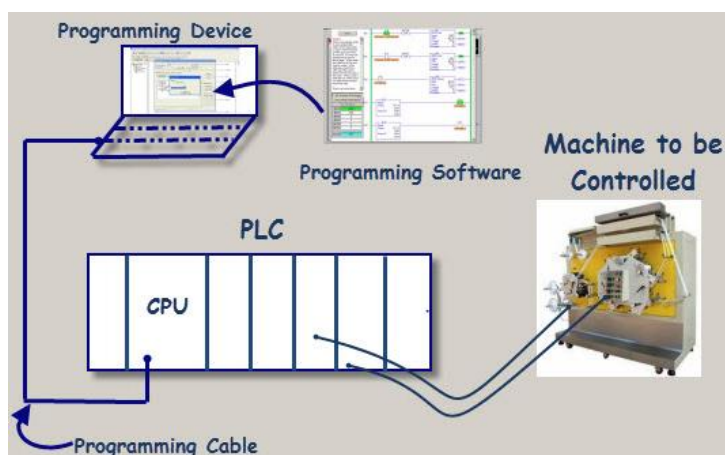 Programming Device
Programming Software
Machine to be
Controlled
PLC
CPU
Programming Cable